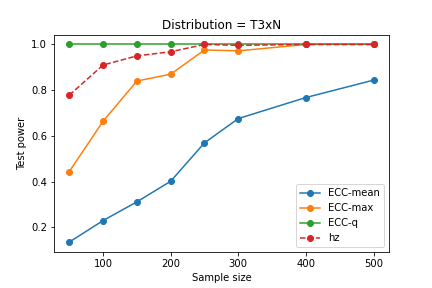 Distribution = T3xN
1.0
0.8
0.6
0.4
0.2
Test power
100
200
300
400
500
Sample size
ECC-mean
ECC-max
ECC-q
hz